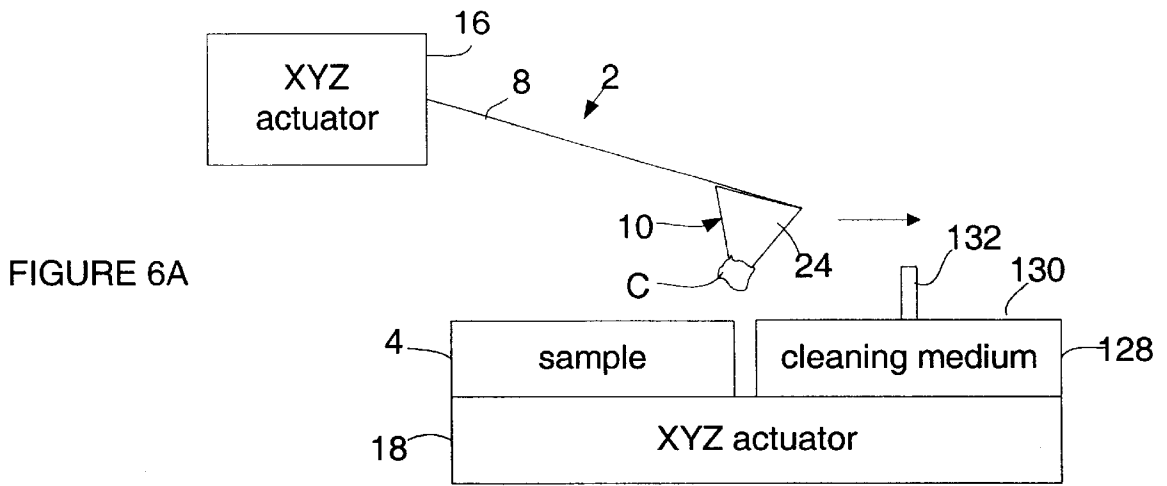 16
XYZ
actuator
8
2
10
24
132
130
FIGURE 6A
C
4
sample
cleaning medium
128
18
XYZ actuator